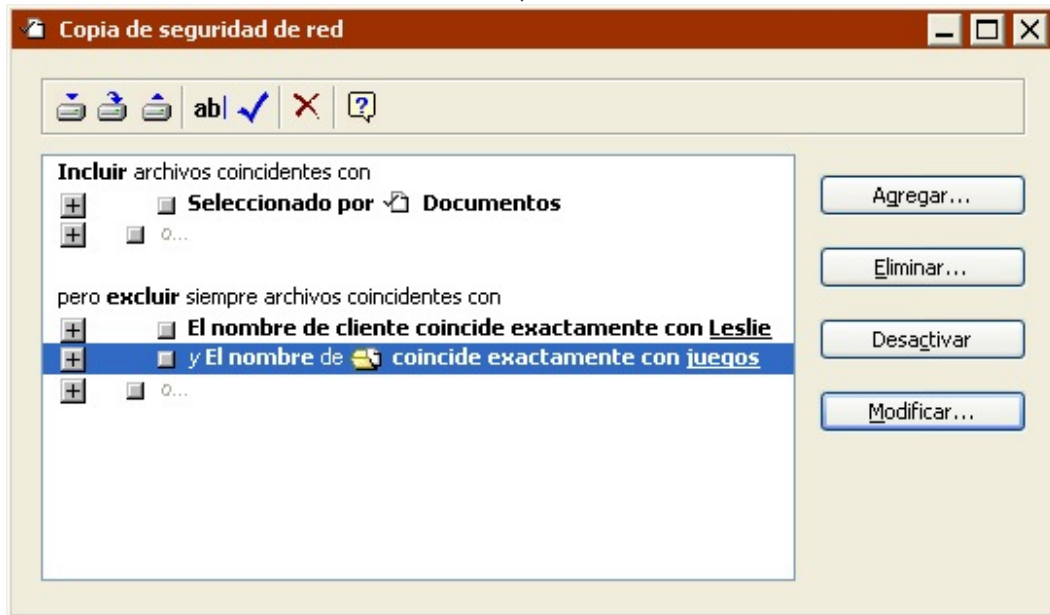 Copia de seguridad de red
ab
Incluir archivos coincidentes con
Seleccionado por Documentos
o...
pero excluir siempre archivos coincidentes con
El nombre de cliente coincide exactamente con Leslie
y El nombre de coincide exactamente con juegos
o...
Agregar...
Eliminar...
Desactivar
Modificar...